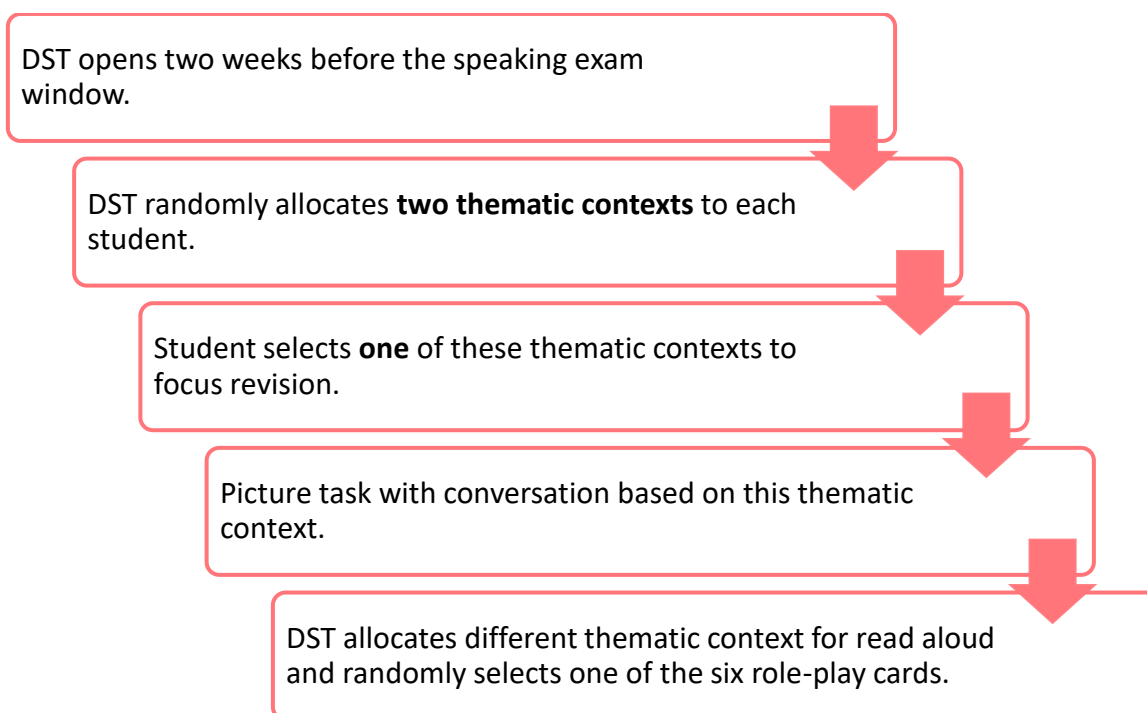 DST opens two weeks before the speaking exam
window.
DST randomly allocates two thematic contexts to each
student.
Student selects one of these thematic contexts to
focus revision.
Picture task with conversation based on this thematic
context.
DST allocates different thematic context for read aloud
and randomly selects one of the six role-play cards.